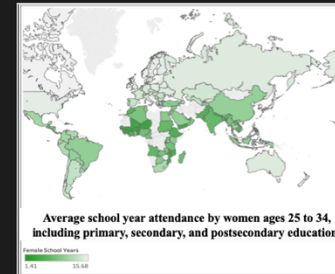 Average school year attendance by women ages 25 to 34,
including primary, secondary, and postsecondary education
Female School Years
1.41 15.68